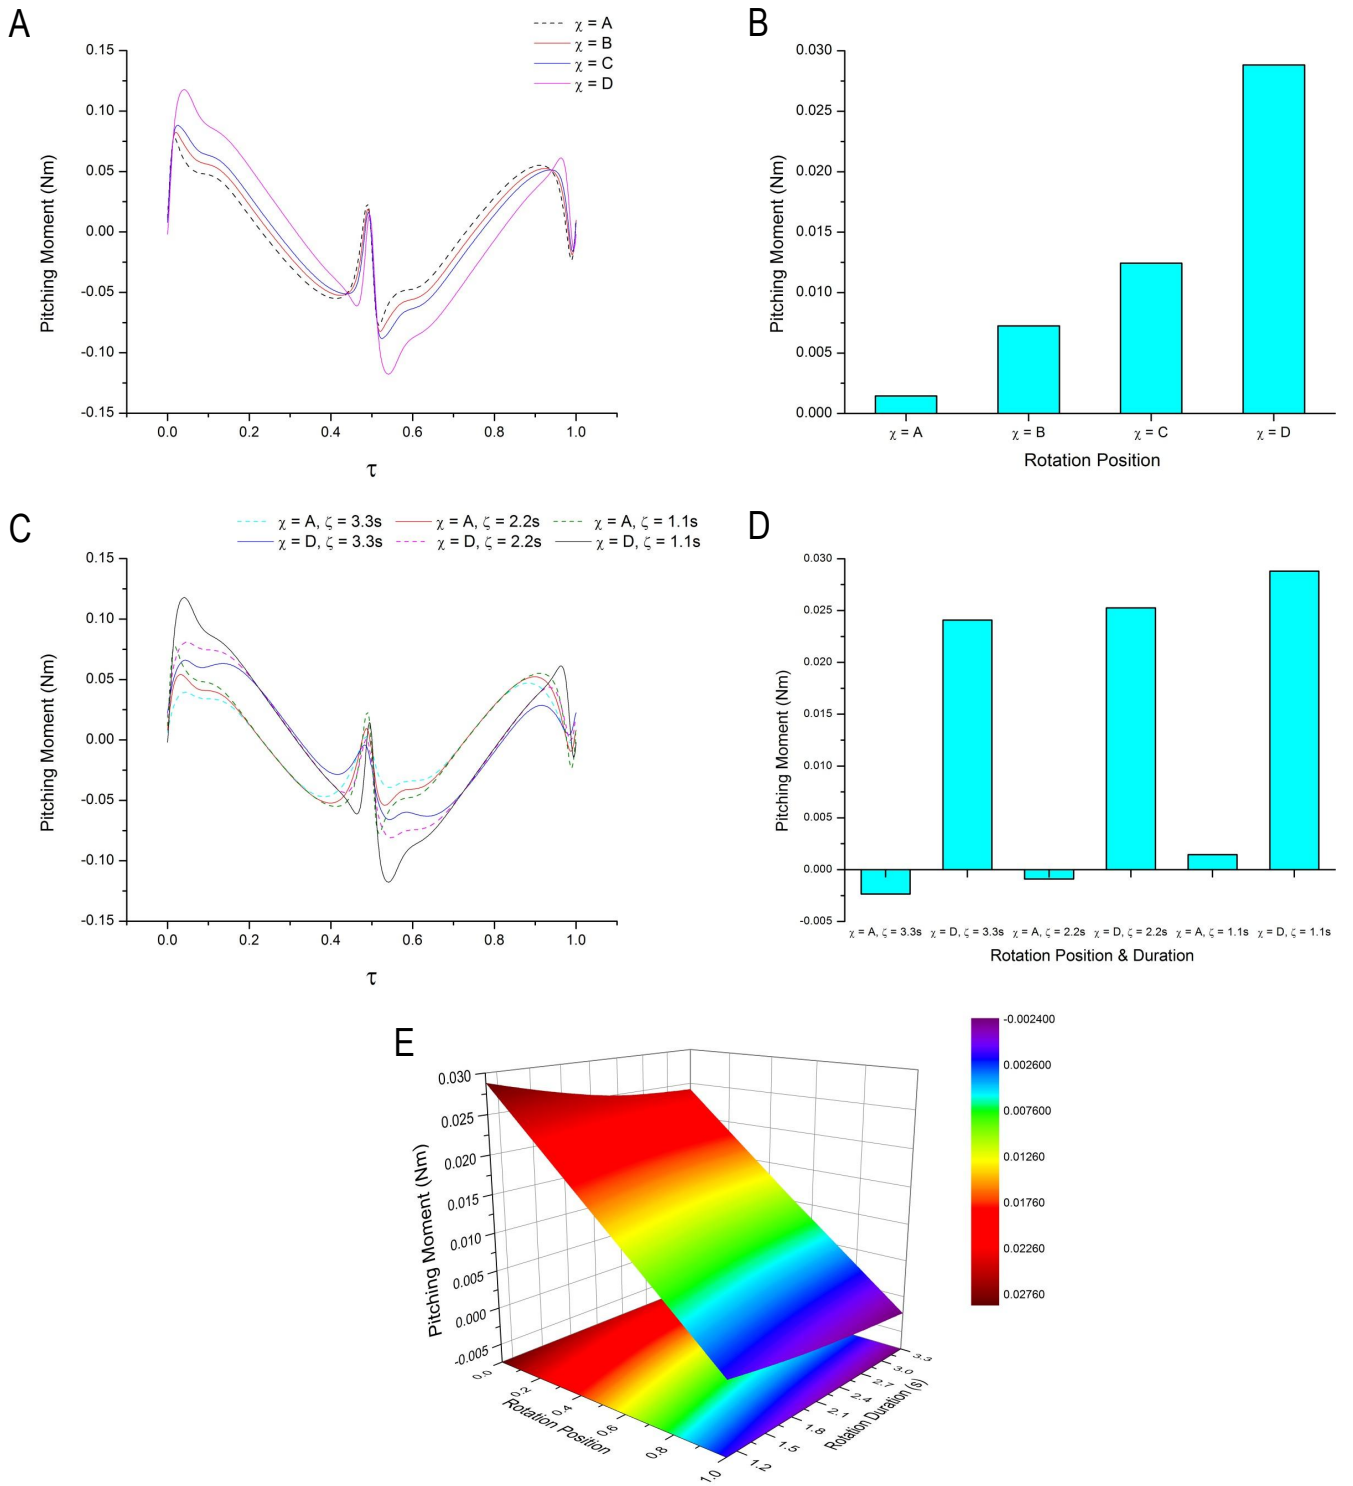 A
χ = A
χ = B
χ = C
χ = D
0.15
0.10
0.05
0.00
-0.05
-0.10
-0.15
Pitching Moment (Nm)
0.0 0.2 0.4 0.6 0.8 1.0
τ
B
0.030
0.025
0.020
0.015
0.010
0.005
0.000
Pitching Moment (Nm)
χ = A χ = B χ = C χ = D
Rotation Position
C
χ = A, ζ = 3.3s χ = A, ζ = 2.2s χ = A, ζ = 1.1s
χ = D, ζ = 3.3s χ = D, ζ = 2.2s χ = D, ζ = 1.1s
0.15
0.10
0.05
0.00
-0.05
-0.10
-0.15
Pitching Moment (Nm)
0.0 0.2 0.4 0.6 0.8 1.0
τ
D
0.030
0.025
0.020
0.015
0.010
0.005
0.000
-0.005
Pitching Moment (Nm)
χ = A, ζ = 3.3s χ = D, ζ = 3.3s χ = A, ζ = 2.2s χ = D, ζ = 2.2s χ = A, ζ = 1.1s χ = D, ζ = 1.1s
Rotation Position & Duration
E
0.030
0.025
0.020
0.015
0.010
0.005
0.000
-0.005
Pitching Moment (Nm)
0.0
0.2
0.4
0.6
0.8
1.0
Rotation Position
1.2
1.5
1.8
2.1
2.4
2.7
3.0
3.3
Rotation Duration (s)
-0.002400
0.002600
0.007600
0.01260
0.01760
0.02260
0.02760